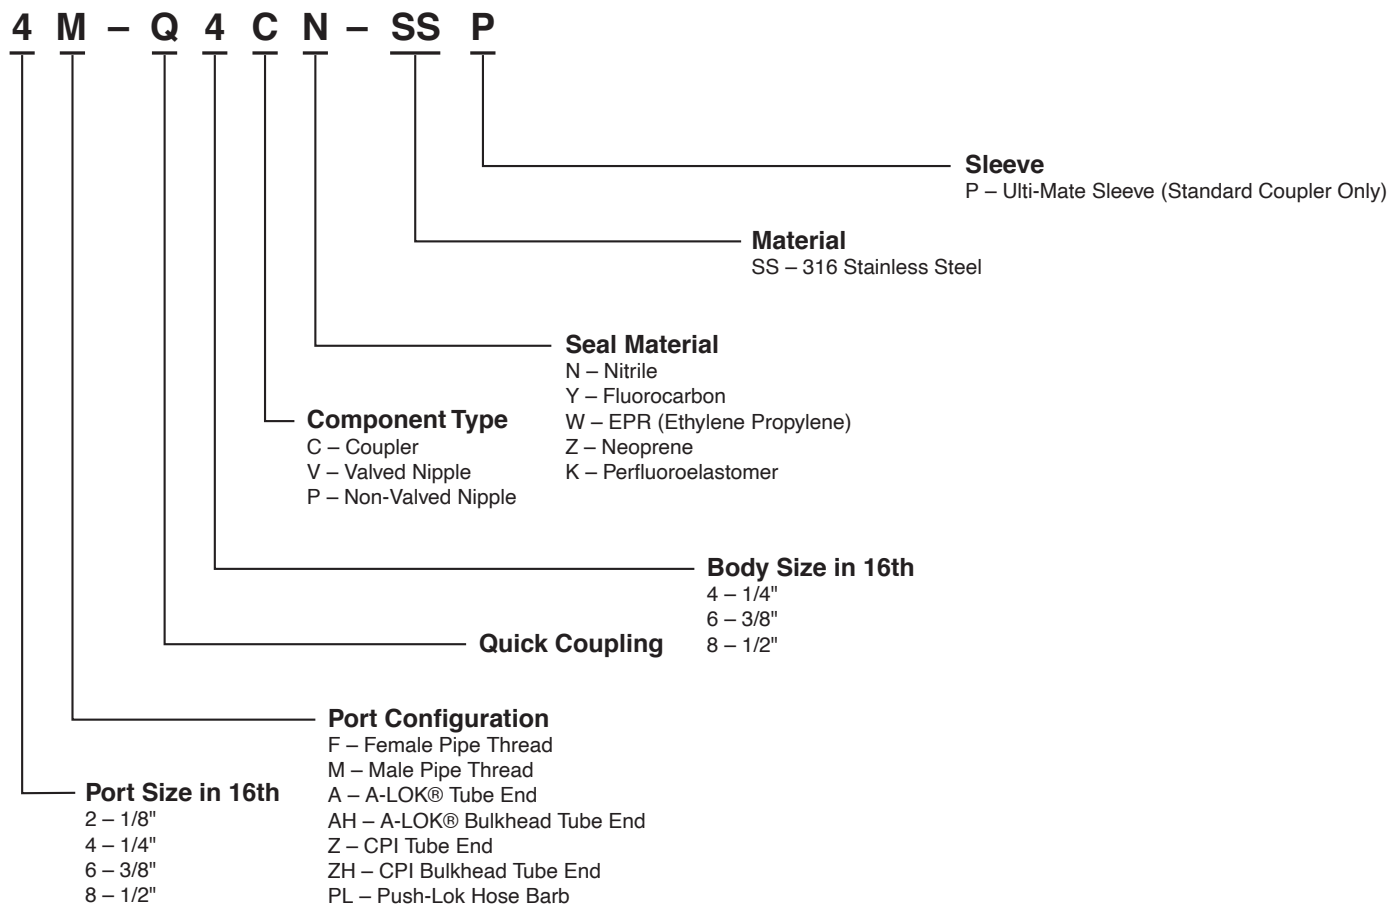 4 M – Q 4 C N – SS P
Sleeve
P – Ulti-Mate Sleeve (Standard Coupler Only)
Material
SS – 316 Stainless Steel
Seal Material
N – Nitrile
Y – Fluorocarbon
W – EPR (Ethylene Propylene)
Z – Neoprene
K – Perfluoroelastomer
Component Type
C – Coupler
V – Valved Nipple
P – Non-Valved Nipple
Body Size in 16th
4 – 1/4"
6 – 3/8"
8 – 1/2"
Quick Coupling
Port Configuration
F – Female Pipe Thread
M – Male Pipe Thread
A – A-LOK® Tube End
AH – A-LOK® Bulkhead Tube End
Z – CPI Tube End
ZH – CPI Bulkhead Tube End
PL – Push-Lok Hose Barb
Port Size in 16th
2 – 1/8"
4 – 1/4"
6 – 3/8"
8 – 1/2"